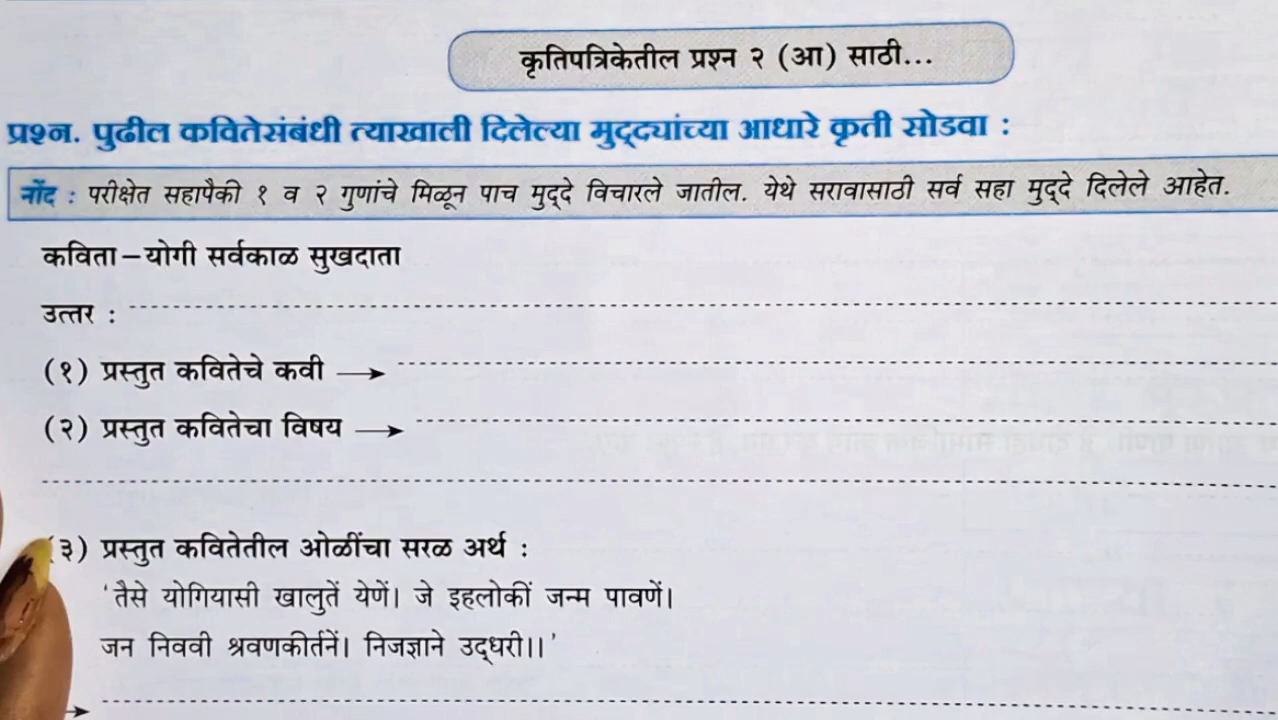 कृतिपत्रिकेतील प्रश्न २ (आ) साठी...
प्रश्न. पुढील कवितेसंबंधी त्याखाली दिलेल्या मुद्द्यांच्या आधारे कृती सोडवा :
नोंद : परीक्षेत सहापैकी १ व २ गुणांचे मिळून पाच मुद्दे विचारले जातील. येथे सरावासाठी सर्व सहा मुद्दे दिलेले आहेत.
कविता–योगी सर्वकाळ सुखदाता
उत्तर :
(१) प्रस्तुत कवितेचे कवी →
(२) प्रस्तुत कवितेचा विषय →
(३) प्रस्तुत कवितेतील ओळींचा सरळ अर्थ :
'तैसे योगियासी खालुतें येणें। जे इहलोकीं जन्म पावणें।
जन निववी श्रवणकीर्तनें। निजज्ञाने उद्धरी।।'
→